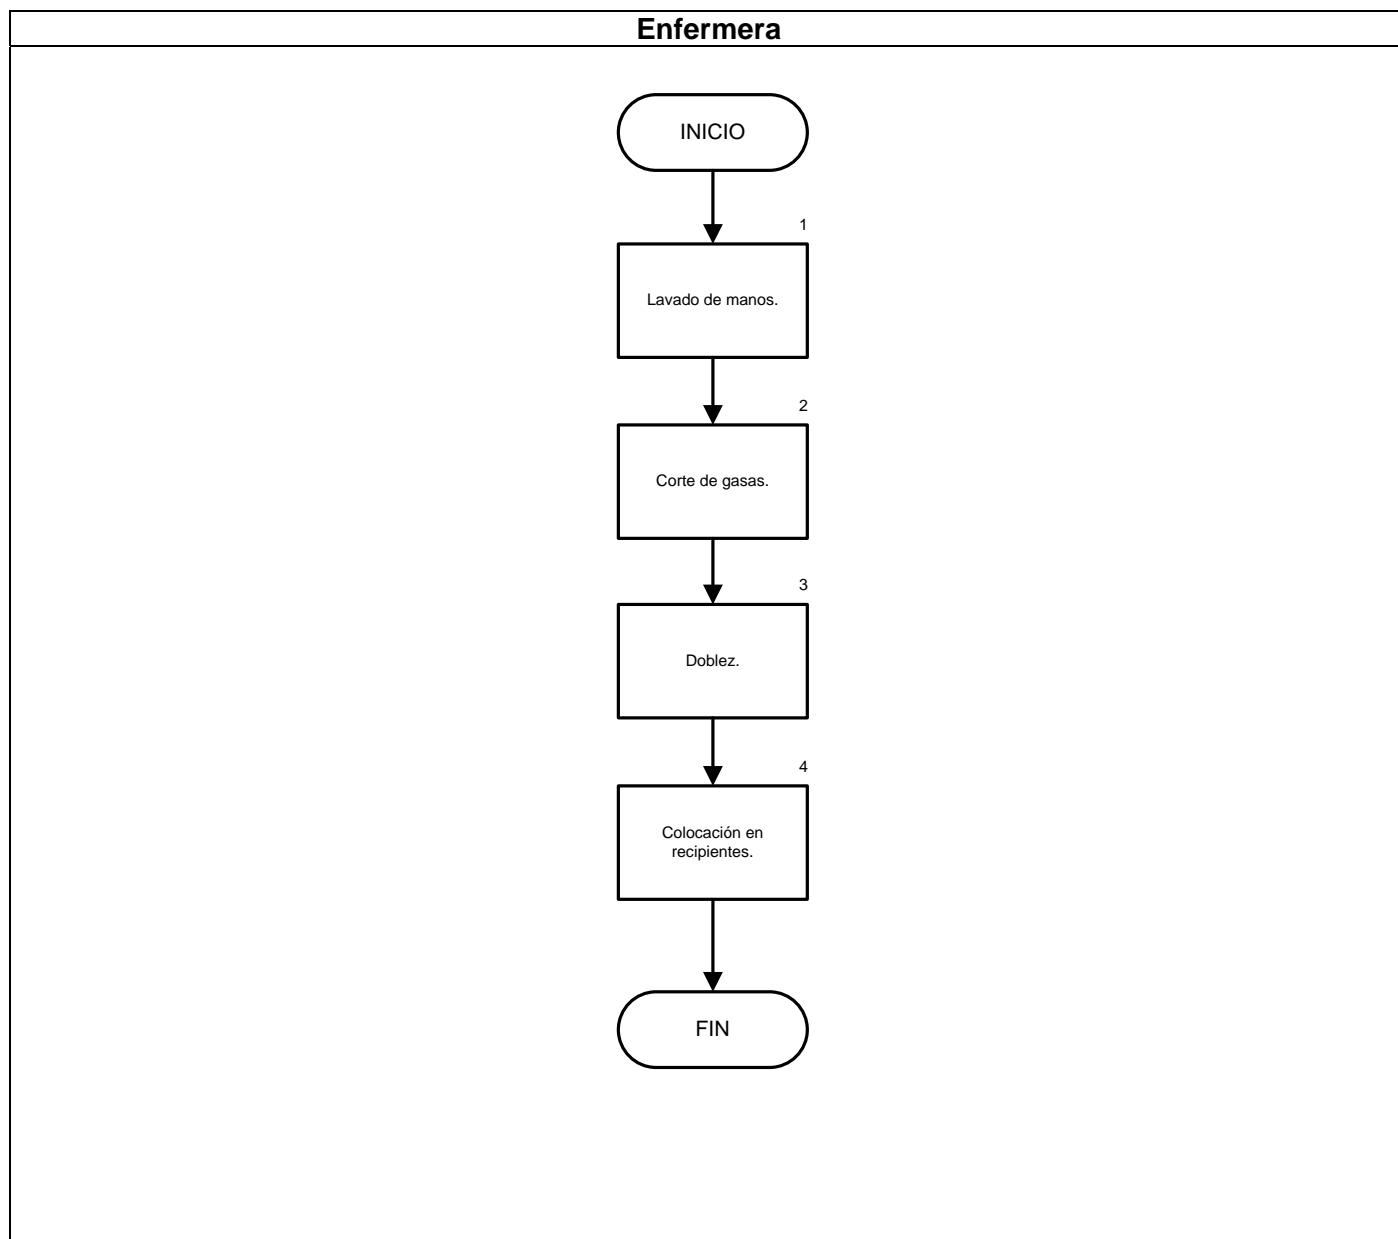 Enfermera
INICIO
1
Lavado de manos.
2
Corte de gasas.
3
Doblez.
4
Colocación en
recipientes.
FIN